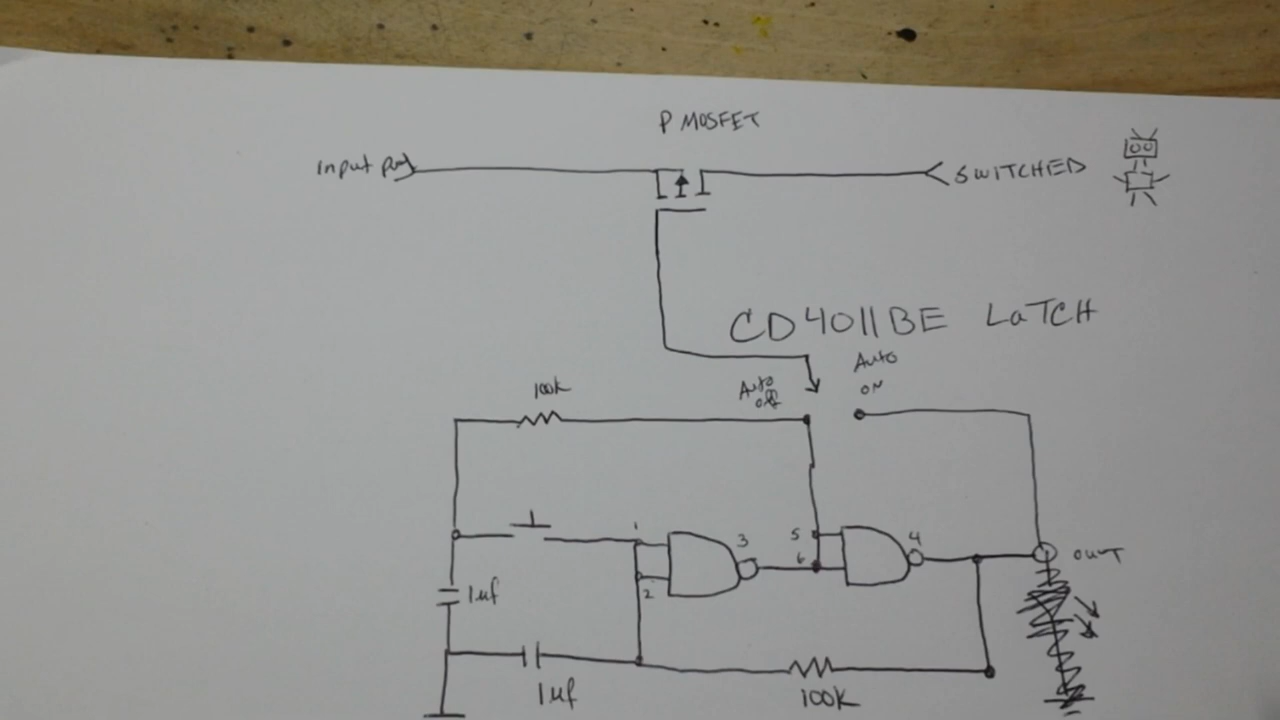 P MOSFET
Input
SWITCHED
CD4011BE LaTCH
Auto
ON
Auto
off
100k
1
3
5
4
6
2
OUT
1uf
1uf
100K